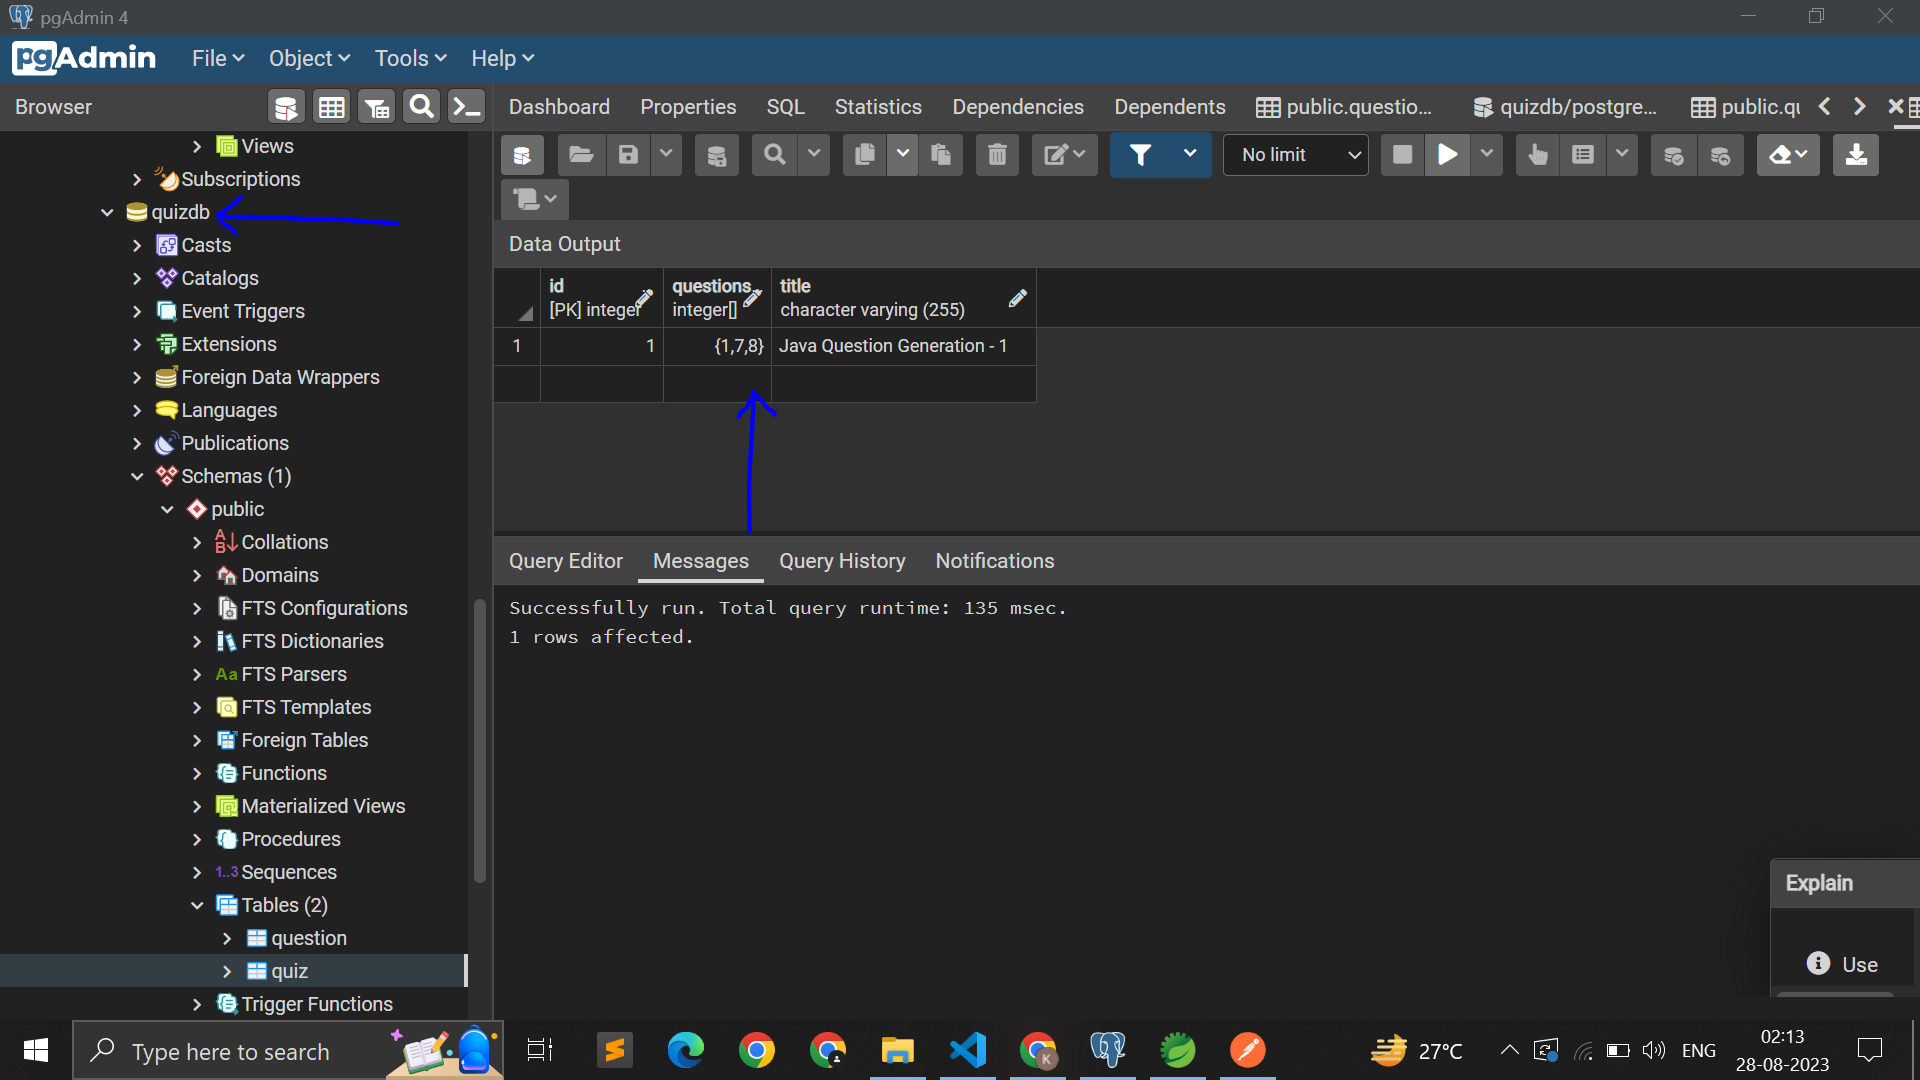 pgAdmin 4
pgAdmin File Object Tools Help
Browser
Dashboard Properties SQL Statistics Dependencies Dependents public.questio... quizdb/postgre... public.qu
No limit
Views
Subscriptions
quizdb
Casts
Catalogs
Event Triggers
Extensions
Foreign Data Wrappers
Languages
Publications
Schemas (1)
public
Collations
Domains
FTS Configurations
FTS Dictionaries
Aa FTS Parsers
FTS Templates
Foreign Tables
Functions
Materialized Views
Procedures
1..3 Sequences
Tables (2)
question
quiz
Trigger Functions
Data Output
id questions title
[PK] integer integer[] character varying (255)
1 1 {1,7,8} Java Question Generation - 1
Query Editor Messages Query History Notifications
Successfully run. Total query runtime: 135 msec.
1 rows affected.
Explain
Use
Type here to search
K
27°C
ENG
02:13
28-08-2023